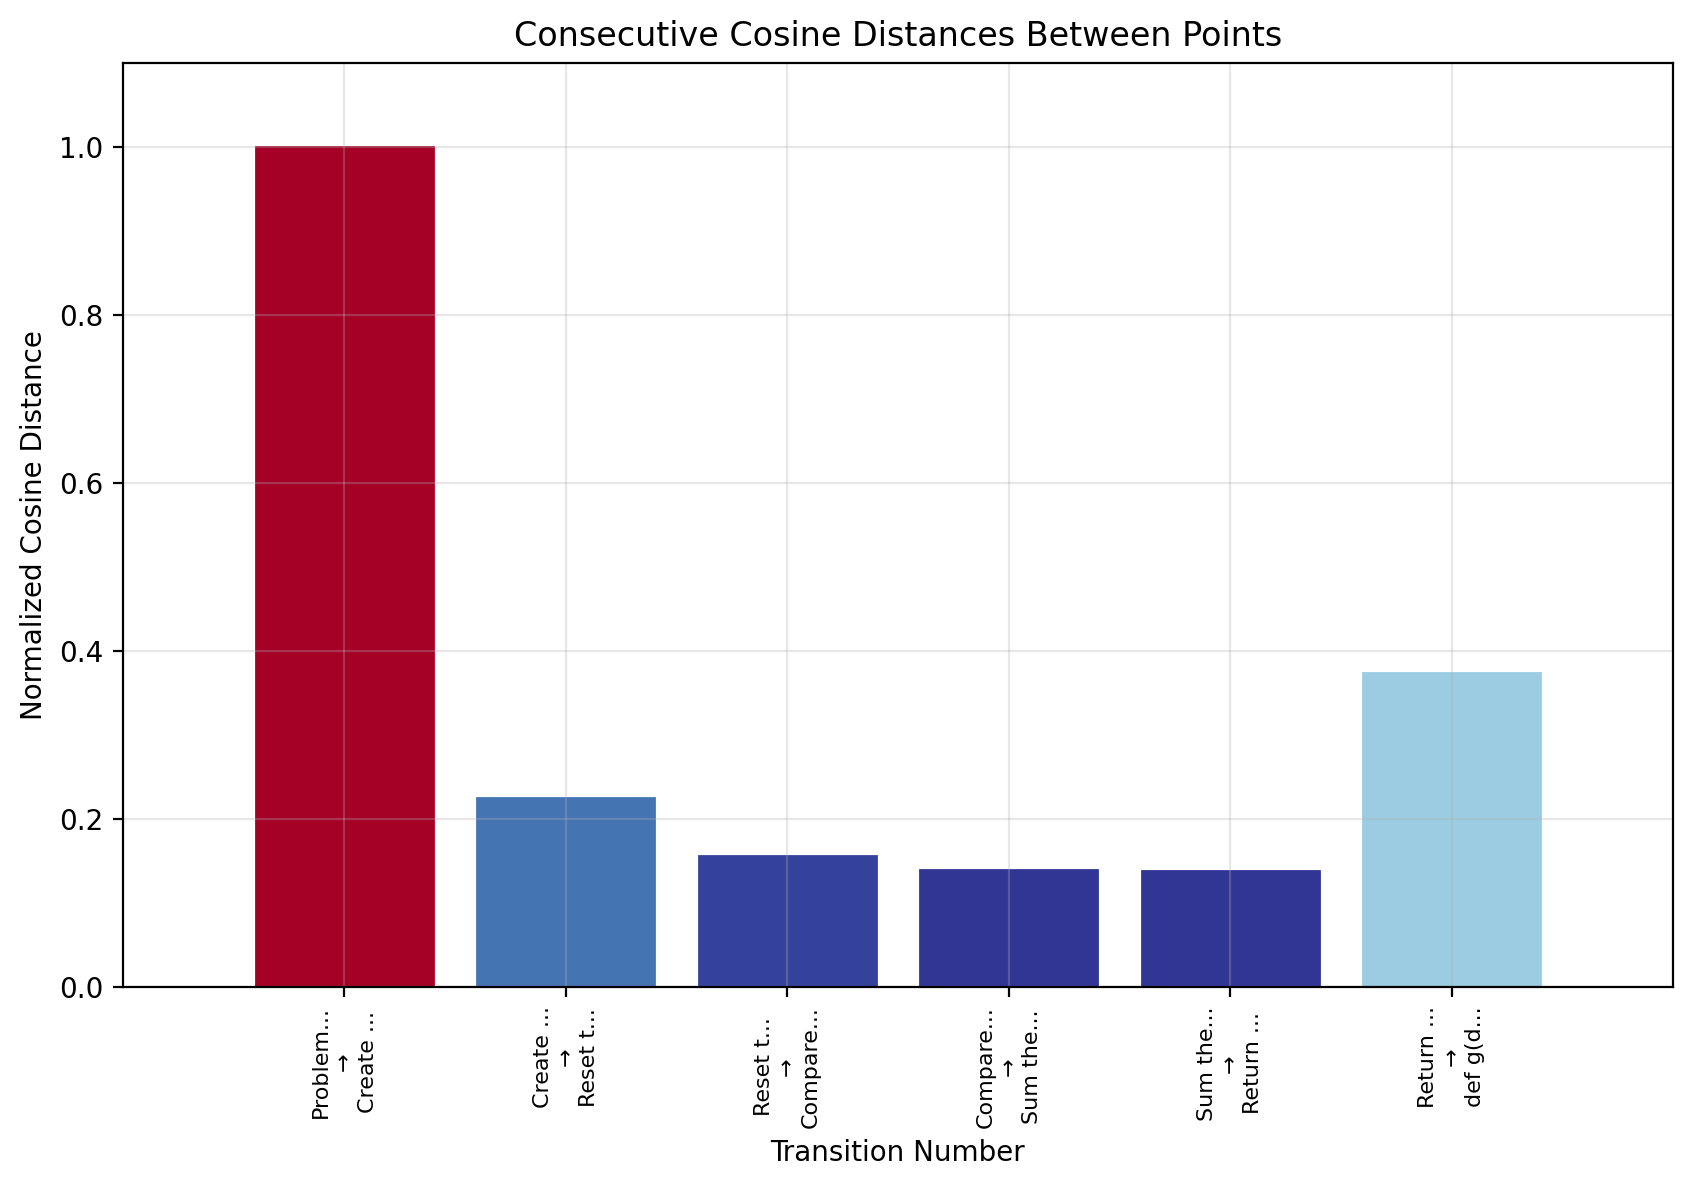 Consecutive Cosine Distances Between Points
Normalized Cosine Distance
1.0
0.8
0.6
0.4
0.2
0.0
Problem...
→
Create ...
Create ...
→
Reset t...
Reset t...
→
Compare...
Compare...
→
Sum the...
Sum the...
→
Return ...
Return ...
→
def g(d...
Transition Number